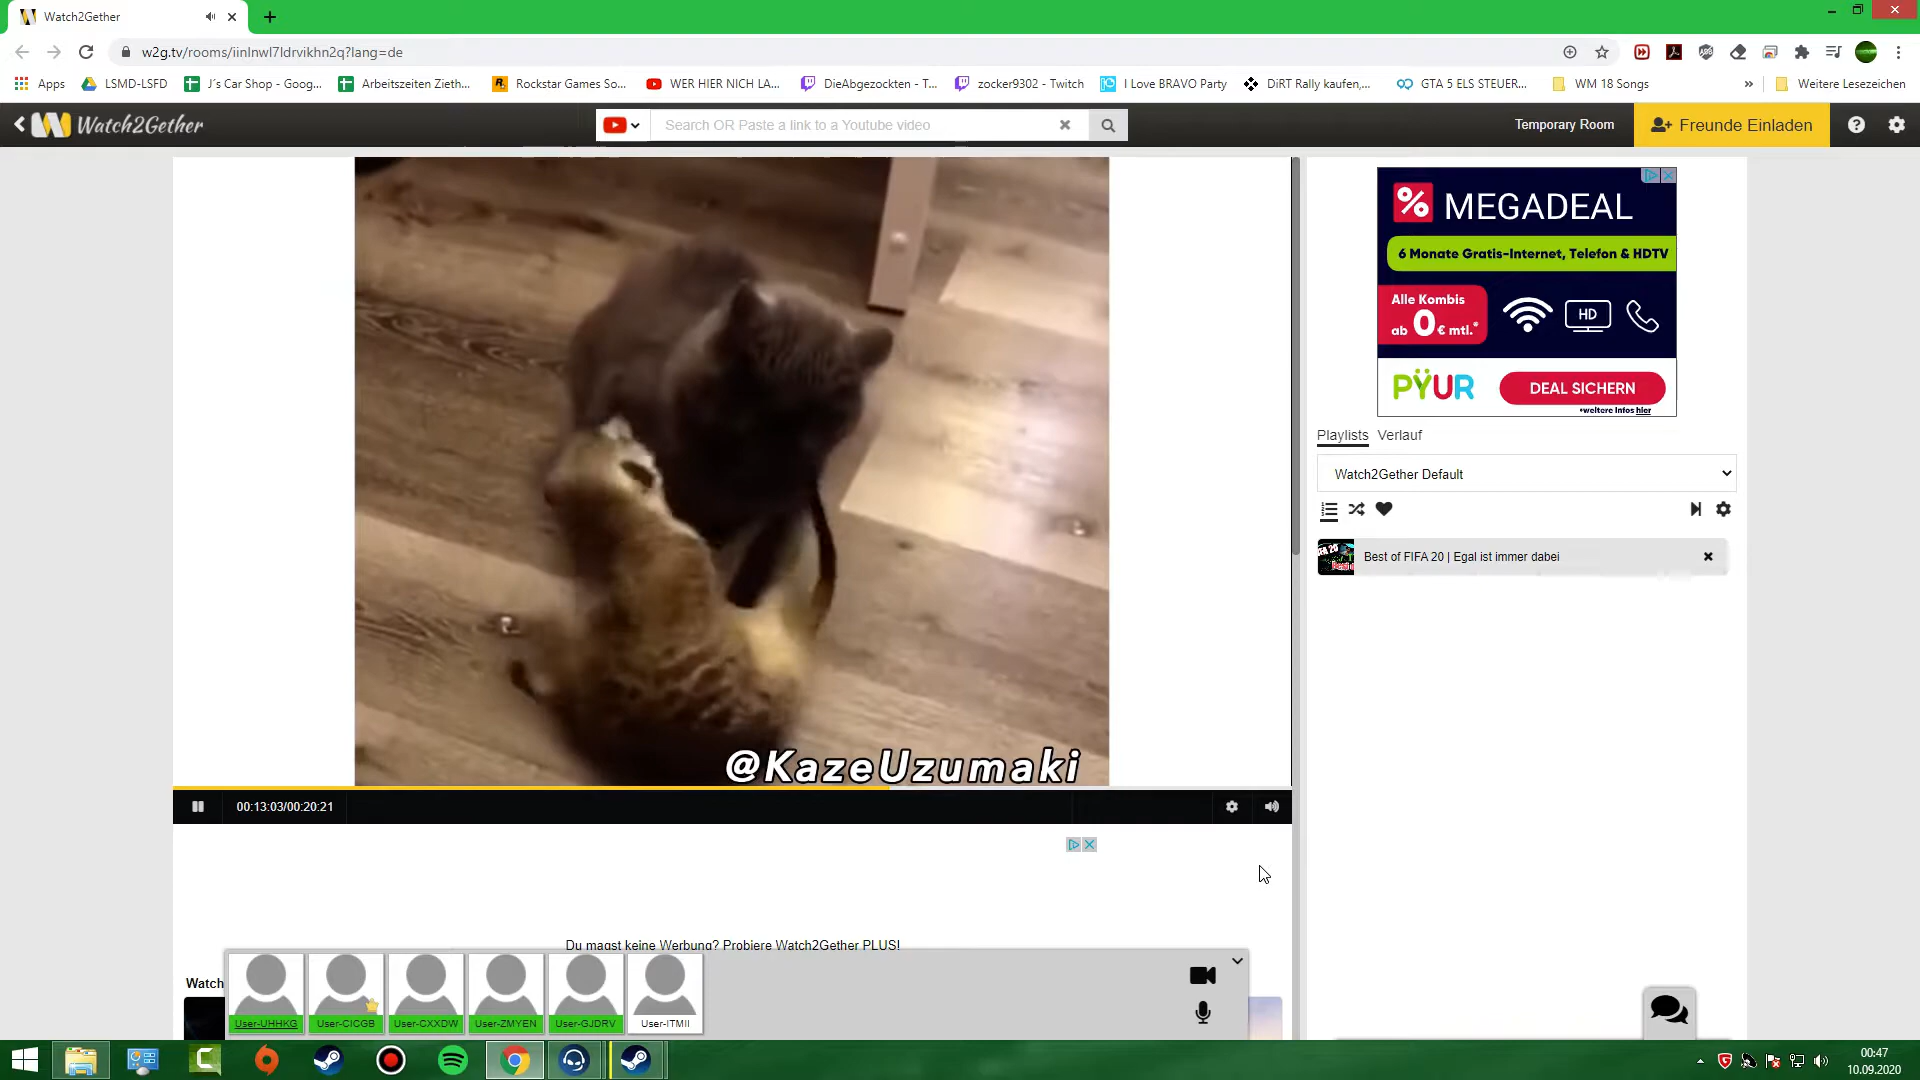 Watch2Gether
w2g.tv/rooms/iinlnwl7ldrvikhn2q?lang=de
Apps
LSMD-LSFD
J´s Car Shop - Goog...
Arbeitszeiten Zieth...
Rockstar Games So...
WER HIER NICH LA...
DieAbgezockten - T...
zocker9302 - Twitch
I Love BRAVO Party
DiRT Rally kaufen,...
GTA 5 ELS STEUER...
WM 18 Songs
»
Weitere Lesezeichen
Watch2Gether
Search OR Paste a link to a Youtube video
Temporary Room
Freunde Einladen
% MEGADEAL
6 Monate Gratis-Internet, Telefon & HDTV
Alle Kombis
ab 0 € mtl.*
HD
PŸUR
DEAL SICHERN
*weitere Infos hier
Playlists Verlauf
Watch2Gether Default
Best of FIFA 20 | Egal ist immer dabei
@KazeUzumaki
00:13:03/00:20:21
Du magst keine Werbung? Probiere Watch2Gether PLUS!
Watch
User-UHHKG
User-CICGB
User-CXXDW
User-ZMYEN
User-GJDRV
User-ITMII
00:47
10.09.2020